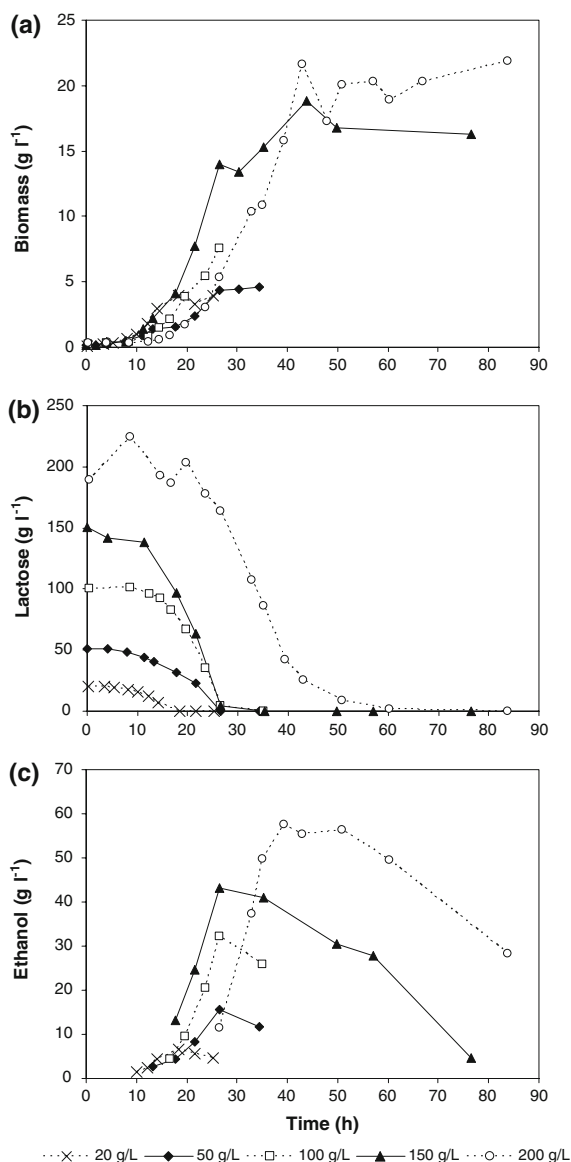 (a)
25
20
15
10
5
0
Biomass (g l⁻¹)
0 10 20 30 40 50 60 70 80 90
(b)
250
200
150
100
50
0
Lactose (g l⁻¹)
0 10 20 30 40 50 60 70 80 90
(c)
70
60
50
40
30
20
10
0
Ethanol (g l⁻¹)
0 10 20 30 40 50 60 70 80 90
Time (h)
20 g/L 50 g/L 100 g/L 150 g/L 200 g/L